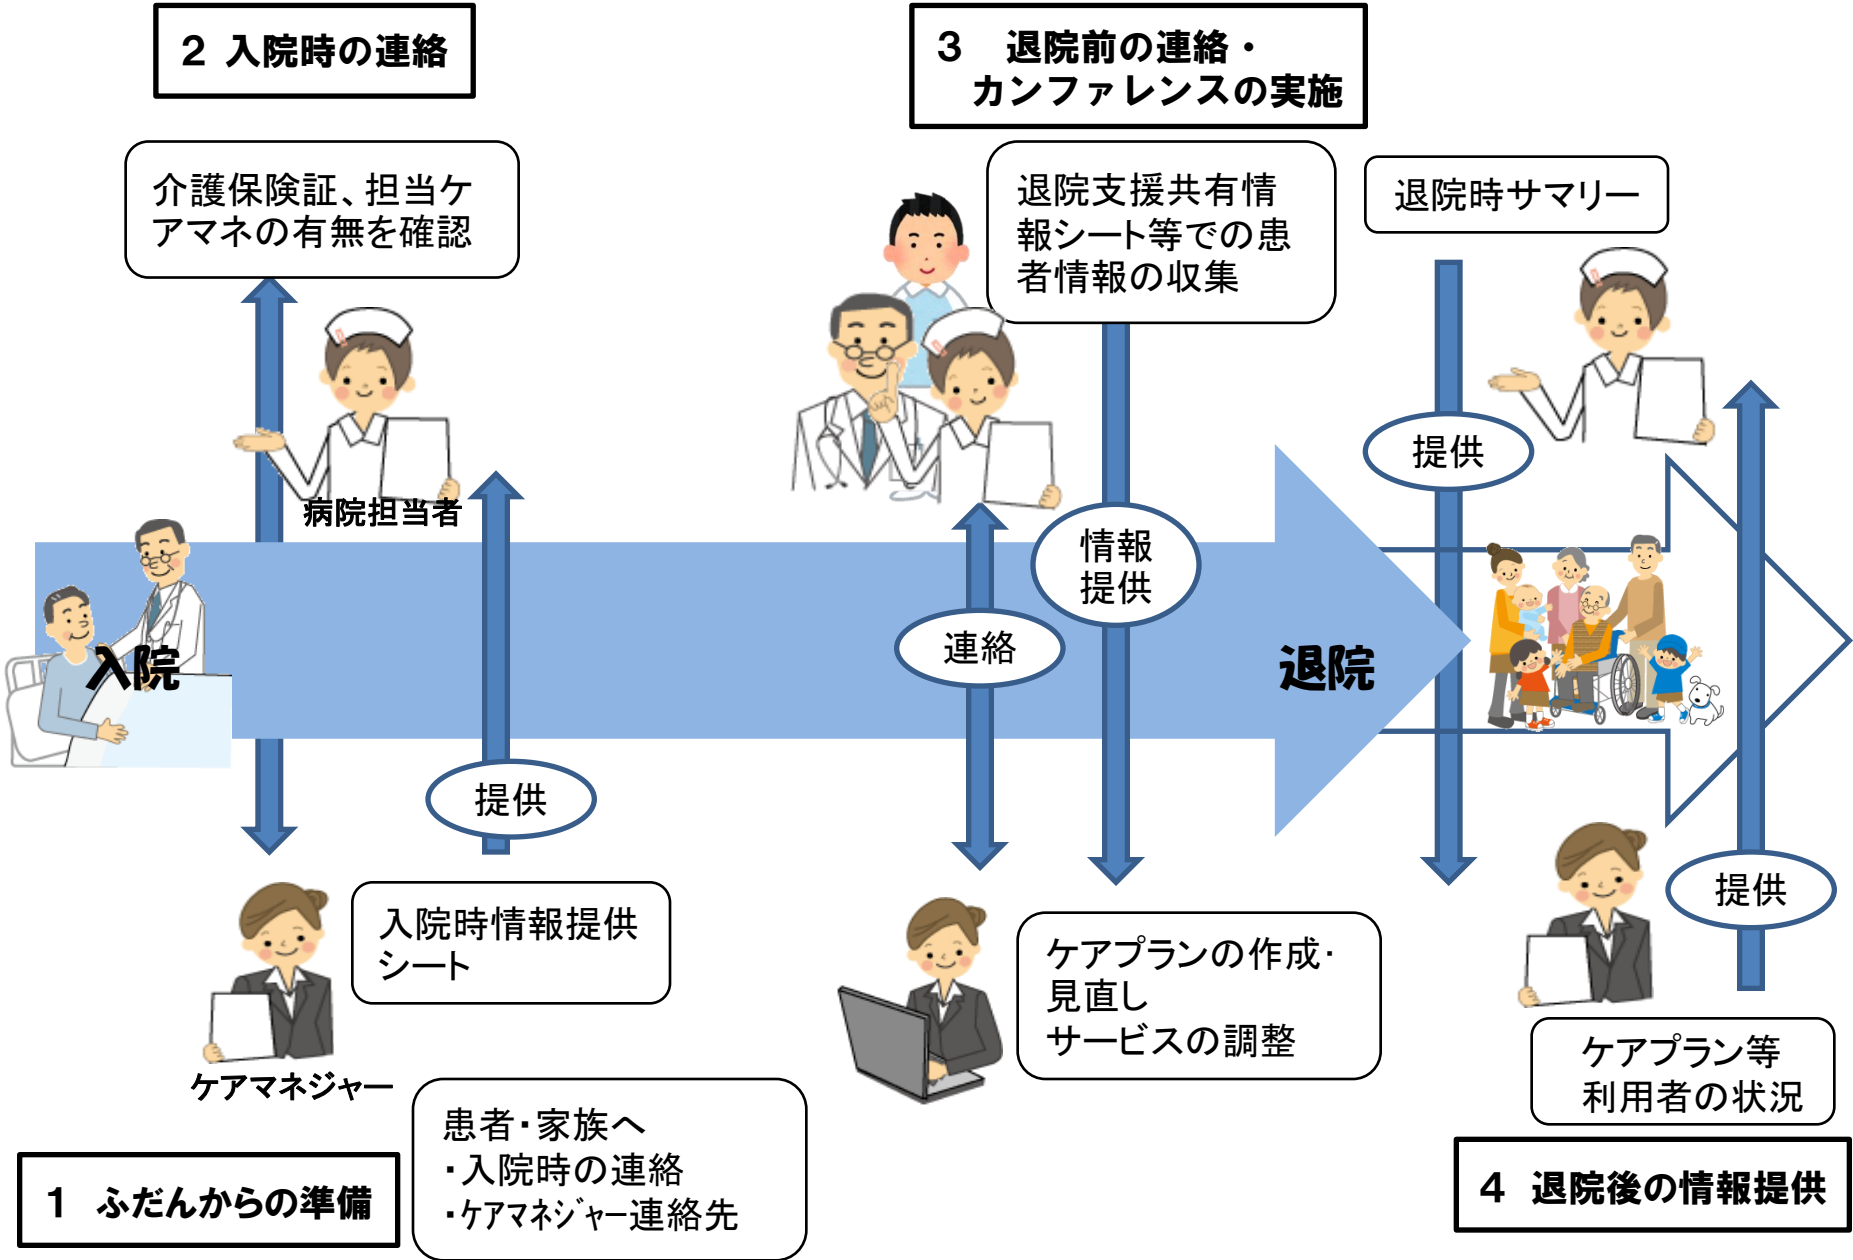 2 入院時の連絡
3 退院前の連絡・
カンファレンスの実施
介護保険証、担当ケ
アマネの有無を確認
退院支援共有情
報シート等での患
者情報の収集
退院時サマリー
提供
病院担当者
情報
提供
連絡
入院
退院
提供
提供
入院時情報提供
シート
ケアプランの作成・
見直し
サービスの調整
ケアマネジャー
ケアプラン等
利用者の状況
患者・家族へ
・入院時の連絡
・ケアマネジャー連絡先
1 ふだんからの準備
4 退院後の情報提供